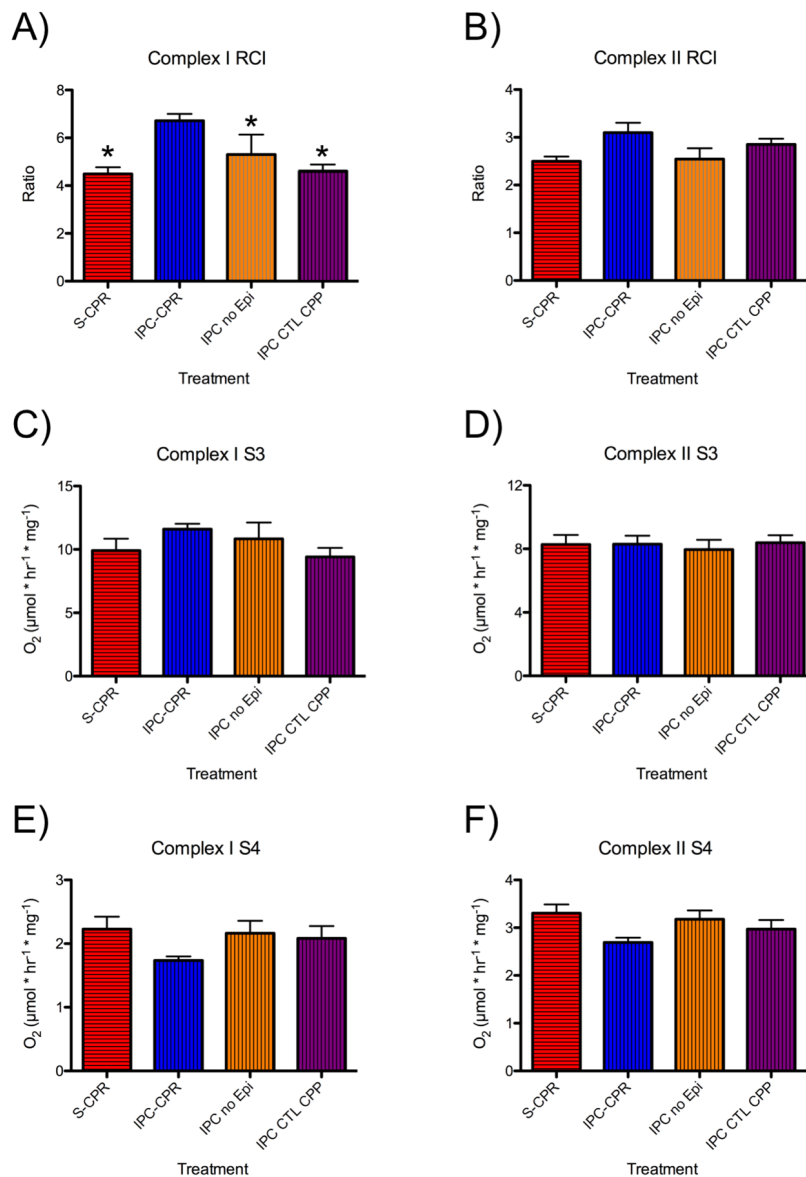 A)
Complex I RCI
8
6
4
2
0
Ratio
*
*
*
S-CPR
IPC-CPR
IPC no Epi
IPC CTL CPP
Treatment
B)
Complex II RCI
4
3
2
1
0
Ratio
S-CPR
IPC-CPR
IPC no Epi
IPC CTL CPP
Treatment
C)
Complex I S3
15
10
5
0
O₂ (µmol * hr⁻¹ * mg⁻¹)
S-CPR
IPC-CPR
IPC no Epi
IPC CTL CPP
Treatment
D)
Complex II S3
12
8
4
0
O₂ (µmol * hr⁻¹ * mg⁻¹)
S-CPR
IPC-CPR
IPC no Epi
IPC CTL CPP
Treatment
E)
Complex I S4
3
2
1
0
O₂ (µmol * hr⁻¹ * mg⁻¹)
S-CPR
IPC-CPR
IPC no Epi
IPC CTL CPP
Treatment
F)
Complex II S4
4
3
2
1
0
O₂ (µmol * hr⁻¹ * mg⁻¹)
S-CPR
IPC-CPR
IPC no Epi
IPC CTL CPP
Treatment